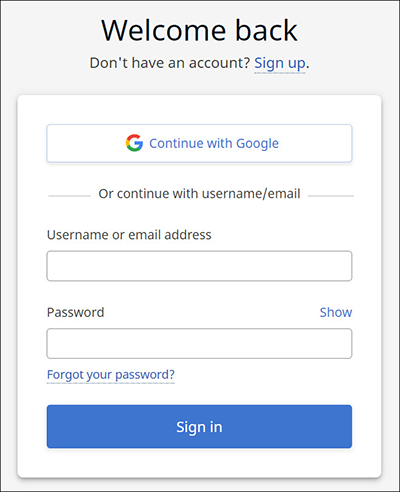 Welcome back
Don't have an account? Sign up.
Continue with Google
Or continue with username/email
Username or email address
Password Show
Forgot your password?
Sign in